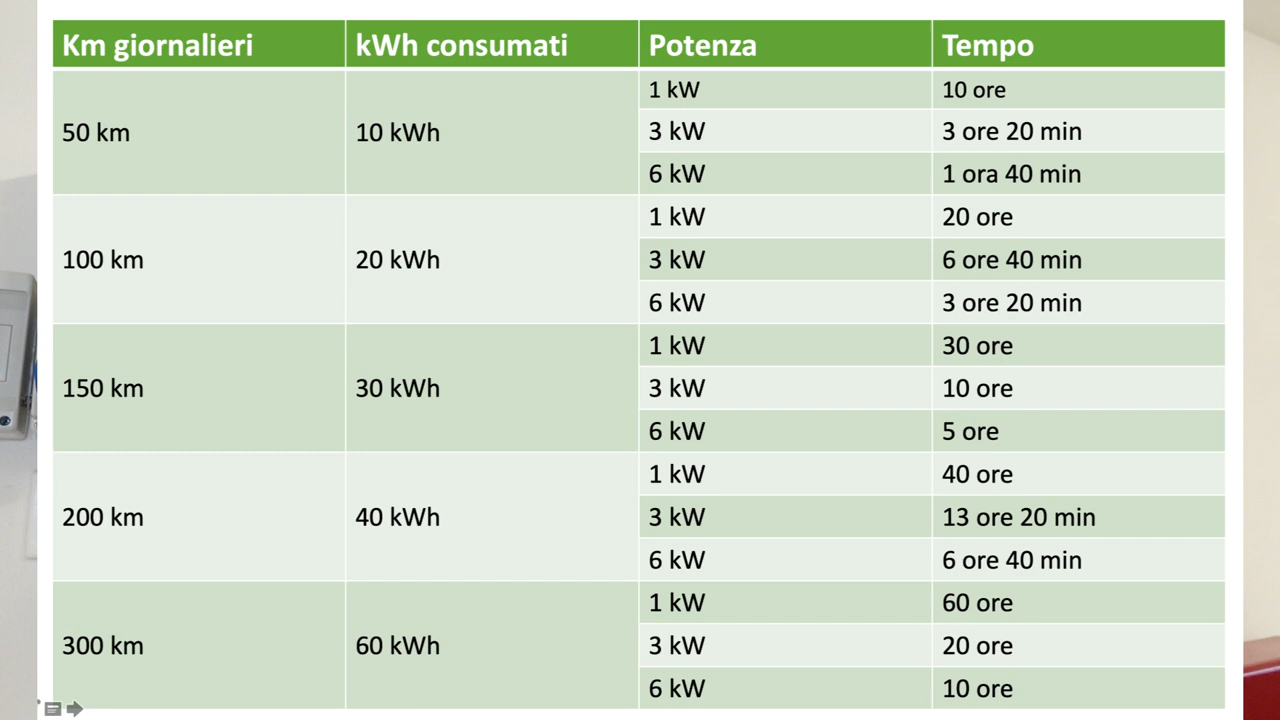 Km giornalieri kWh consumati Potenza Tempo
50 km 10 kWh 1 kW 10 ore
3 kW 3 ore 20 min
6 kW 1 ora 40 min
100 km 20 kWh 1 kW 20 ore
3 kW 6 ore 40 min
6 kW 3 ore 20 min
150 km 30 kWh 1 kW 30 ore
3 kW 10 ore
6 kW 5 ore
200 km 40 kWh 1 kW 40 ore
3 kW 13 ore 20 min
6 kW 6 ore 40 min
300 km 60 kWh 1 kW 60 ore
3 kW 20 ore
6 kW 10 ore